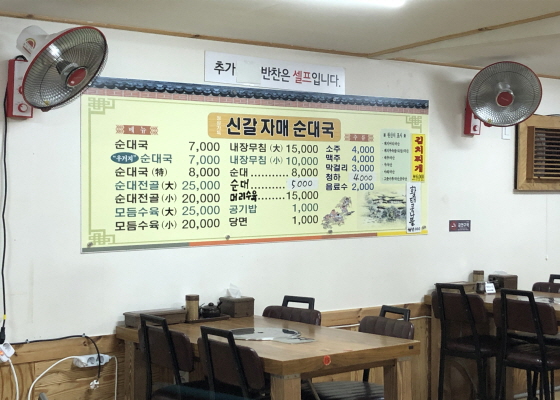 추가 반찬은 셀프입니다.
신갈 자매 순대국
메뉴
순대국 7,000
"우거지" 순대국 7,000
순대국 (特) 8,000
순대전골 (大) 25,000
순대전골 (小) 20,000
모듬수육 (大) 25,000
모듬수육 (小) 20,000
내장무침 (大) 15,000
내장무침 (小) 10,000
순대 8,000
순대 5,000
머리수육 15,000
공기밥 1,000
당면 1,000
소주 4,000
맥주 4,000
막걸리 3,000
청하 4,000
음료수 2,000
김치찌개